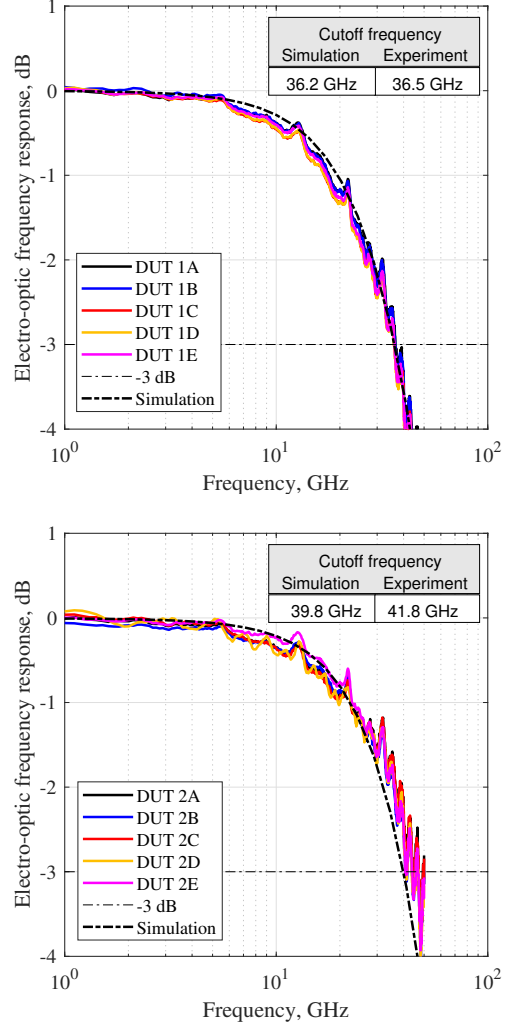 Cutoff frequency
Simulation Experiment
36.2 GHz 36.5 GHz
Electro-optic frequency response, dB
1
0
-1
-2
-3
-4
DUT 1A
DUT 1B
DUT 1C
DUT 1D
DUT 1E
-3 dB
Simulation
10^0 10^1 10^2
Frequency, GHz
Cutoff frequency
Simulation Experiment
39.8 GHz 41.8 GHz
Electro-optic frequency response, dB
1
0
-1
-2
-3
-4
DUT 2A
DUT 2B
DUT 2C
DUT 2D
DUT 2E
-3 dB
Simulation
10^0 10^1 10^2
Frequency, GHz